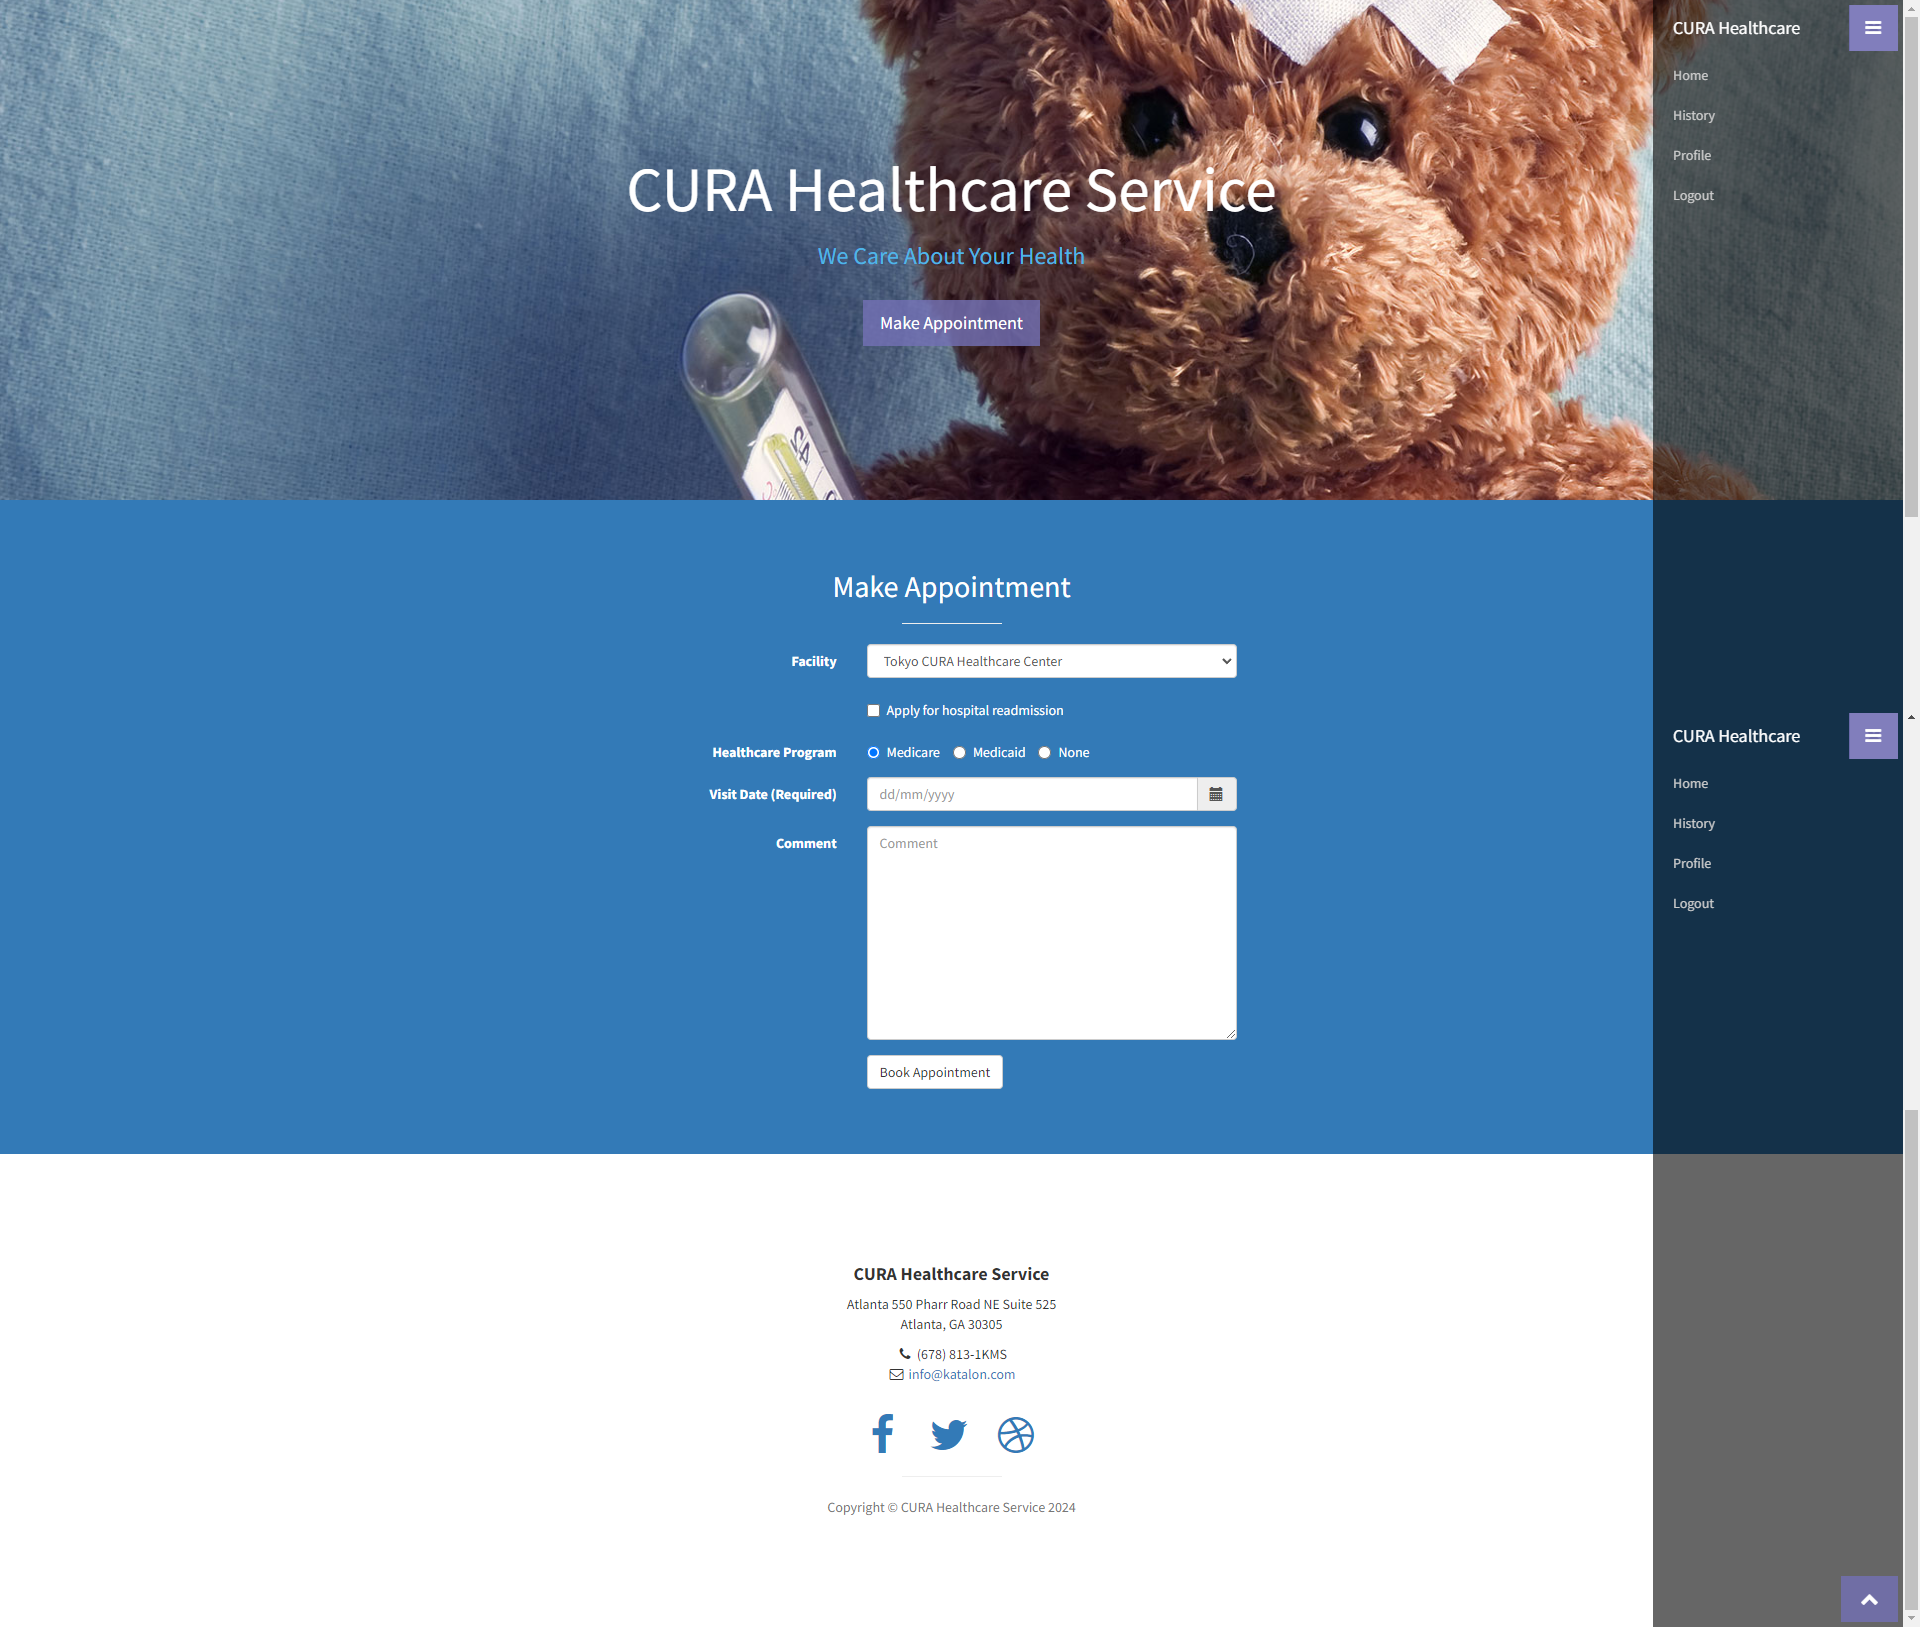 CURA Healthcare
Home
History
Profile
Logout
CURA Healthcare Service
We Care About Your Health
Make Appointment
42
Make Appointment
Facility
Tokyo CURA Healthcare Center
Apply for hospital readmission
Healthcare Program
Medicare Medicaid None
Visit Date (Required)
dd/mm/yyyy
Comment
Comment
Book Appointment
CURA Healthcare
Home
History
Profile
Logout
CURA Healthcare Service
Atlanta 550 Pharr Road NE Suite 525
Atlanta, GA 30305
(678) 813-1KMS
info@katalon.com
Copyright © CURA Healthcare Service 2024